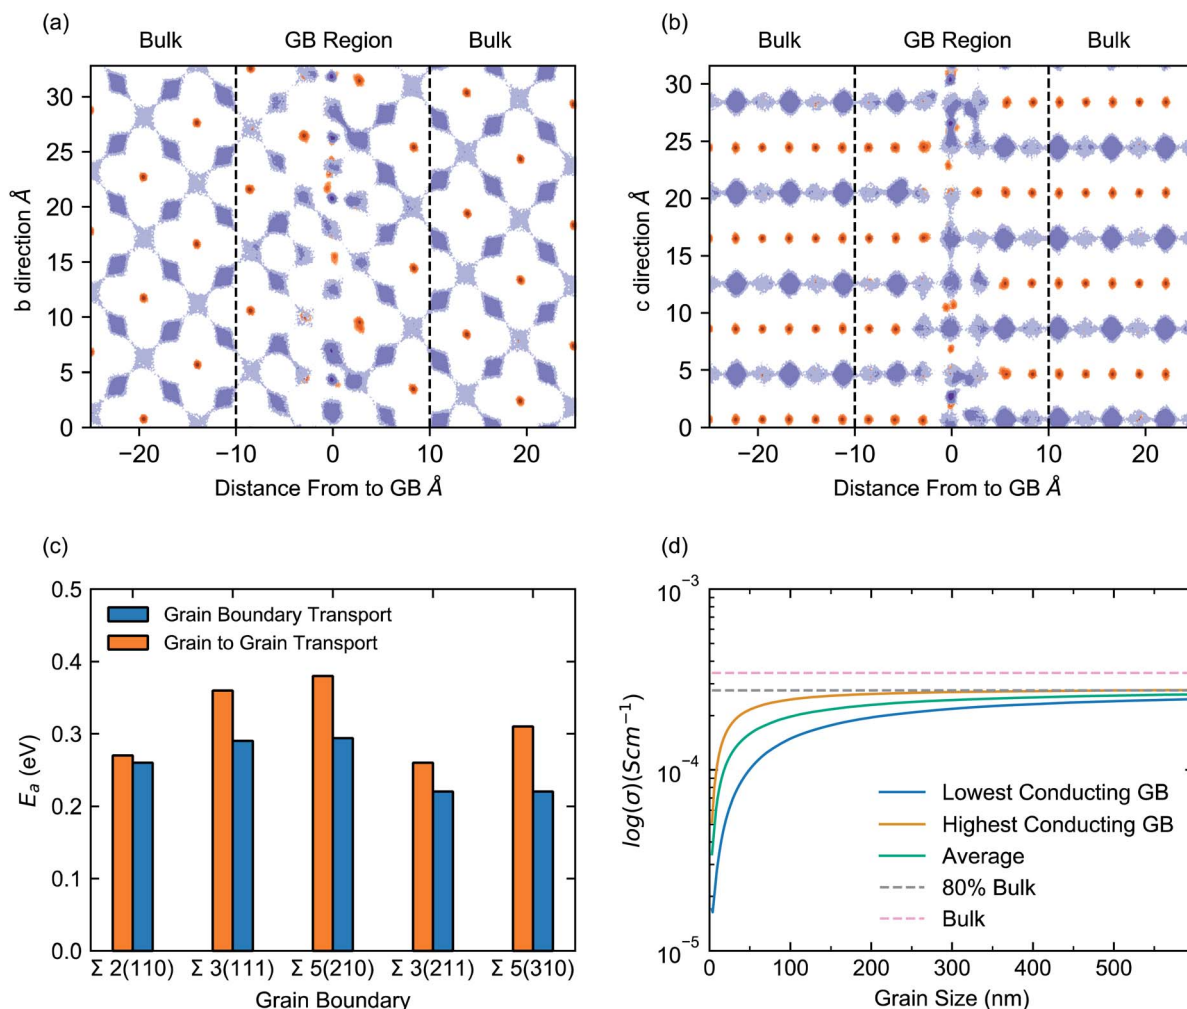 (a)
Bulk GB Region Bulk
30
25
20
15
10
5
0
b direction Å
−20 −10 0 10 20
Distance From to GB Å
(b)
Bulk GB Region Bulk
30
25
20
15
10
5
0
c direction Å
−20 −10 0 10 20
Distance From to GB Å
(c)
0.5
0.4
0.3
0.2
0.1
0.0
E_a (eV)
Grain Boundary Transport
Grain to Grain Transport
Σ 2(110) Σ 3(111) Σ 5(210) Σ 3(211) Σ 5(310)
Grain Boundary
(d)
10⁻³
10⁻⁴
10⁻⁵
log(σ)(Scm⁻¹)
Lowest Conducting GB
Highest Conducting GB
Average
80% Bulk
Bulk
0 100 200 300 400 500
Grain Size (nm)